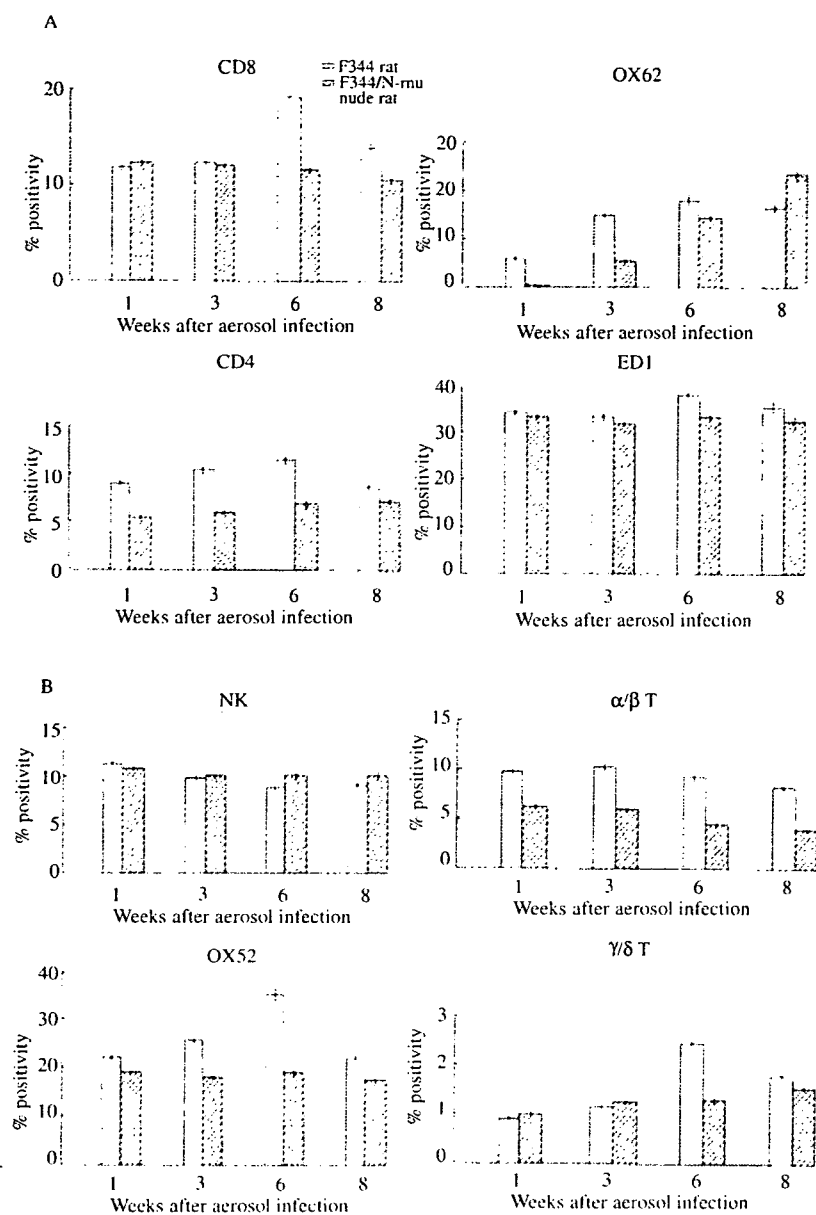 A
CD8
F344 rat
F344/N-rnu
nude rat
% positivity
20
10
0
1 3 6 8
Weeks after aerosol infection
OX62
% positivity
20
20
10
0
1 3 6 8
Weeks after aerosol infection
CD4
% positivity
15
10
5
0
1 3 6 8
Weeks after aerosol infection
ED1
% positivity
40
30
20
10
0
1 3 6 8
Weeks after aerosol infection
B
NK
% positivity
15
10
5
0
1 3 6 8
Weeks after aerosol infection
α/β T
% positivity
15
10
5
0
1 3 6 8
Weeks after aerosol infection
OX52
% positivity
40
30
20
10
0
1 3 6 8
Weeks after aerosol infection
γ/δ T
% positivity
3
2
1
0
1 3 6 8
Weeks after aerosol infection